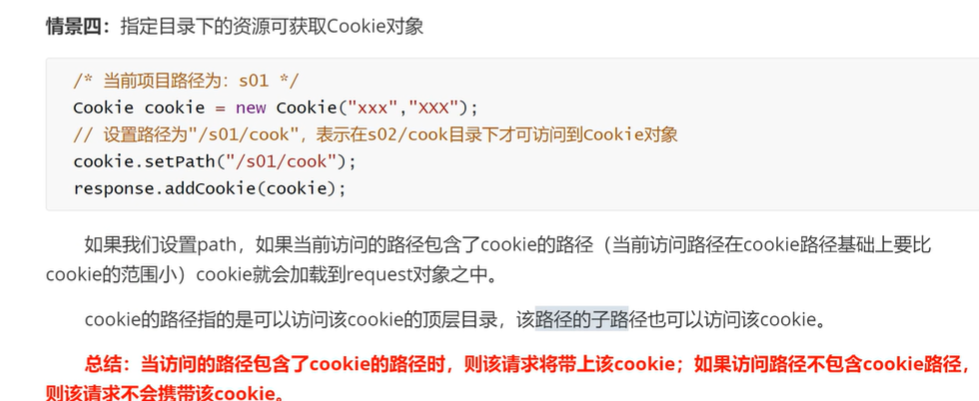 情景四：指定目录下的资源可获取Cookie对象
/* 当前项目路径为：s01 */
Cookie cookie = new Cookie("xxx","XXX");
// 设置路径为"/s01/cook"，表示在s02/cook目录下才可访问到Cookie对象
cookie.setPath("/s01/cook");
response.addCookie(cookie);
如果我们设置path，如果当前访问的路径包含了cookie的路径（当前访问路径在cookie路径基础上要比
cookie的范围小）cookie就会加载到request对象之中。
cookie的路径指的是可以访问该cookie的顶层目录，该路径的子路径也可以访问该cookie。
总结：当访问的路径包含了cookie的路径时，则该请求将带上该cookie；如果访问路径不包含cookie路径，
则该请求不会携带该cookie。